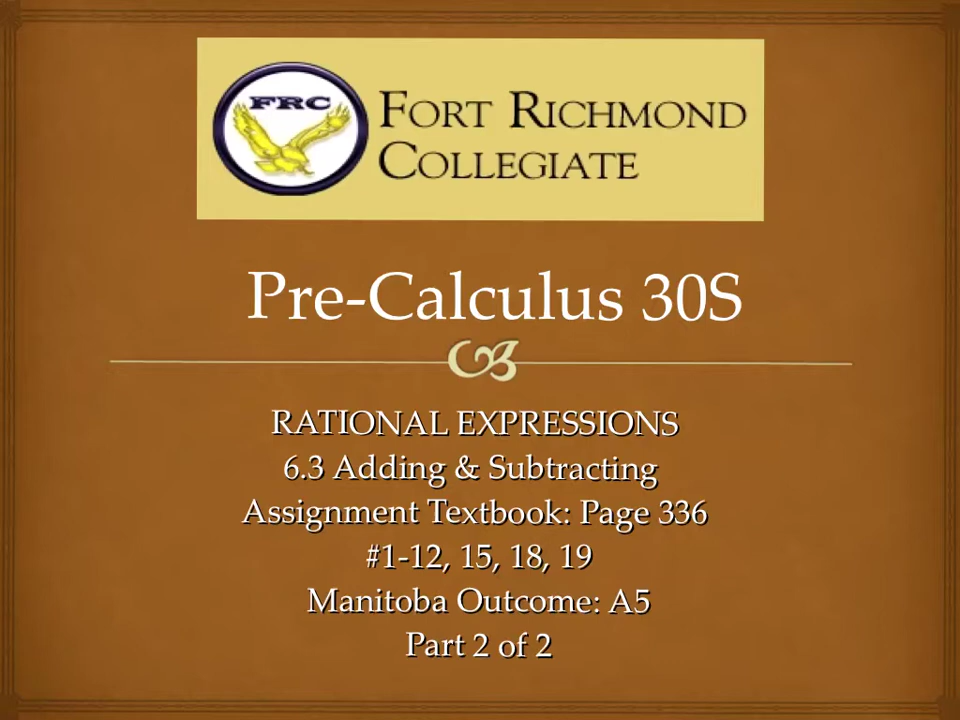 FRC
FORT RICHMOND
COLLEGIATE
Pre-Calculus 30S
RATIONAL EXPRESSIONS
6.3 Adding & Subtracting
Assignment Textbook: Page 336
#1-12, 15, 18, 19
Manitoba Outcome: A5
Part 2 of 2